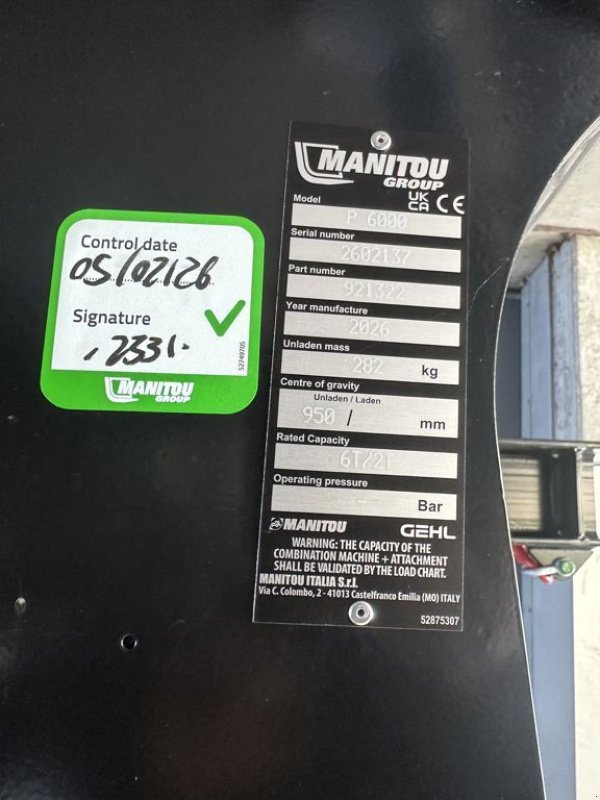 Control date
05/02/26
Signature
2331
52749705
MANITOU
GROUP
MANITOU
GROUP
UK
CA CE
Model
P 6000
Serial number
2602137
Part number
921322
Year manufacture
2026
Unladen mass
282 kg
Centre of gravity
Unladen / Laden
950 / mm
Rated Capacity
6T/2T
Operating pressure
- Bar
MANITOU GEHL
WARNING: THE CAPACITY OF THE
COMBINATION MACHINE + ATTACHMENT
SHALL BE VALIDATED BY THE LOAD CHART.
MANITOU ITALIA S.r.l.
Via C. Colombo, 2 - 41013 Castelfranco Emilia (MO) ITALY
52875307